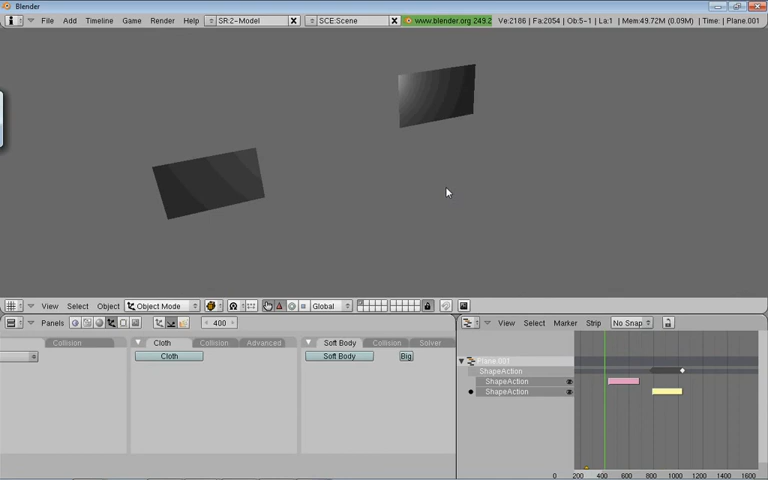 Blender
File Add Timeline Game Render Help SR:2-Model SCE:Scene www.blender.org 249.2 Ve:2186 | Fa:2054 | Ob:5-1 | La:1 | Mem:49.72M (0.09M) | Time: | Plane.001
View Select Object Object Mode Global
Panels 400 View Select Marker Strip No Snap
Collision Cloth Collision Advanced Soft Body Collision Solver
Cloth Soft Body Big
Plane.001
ShapeAction
ShapeAction
ShapeAction
0 200 400 600 800 1000 1200 1400 1600